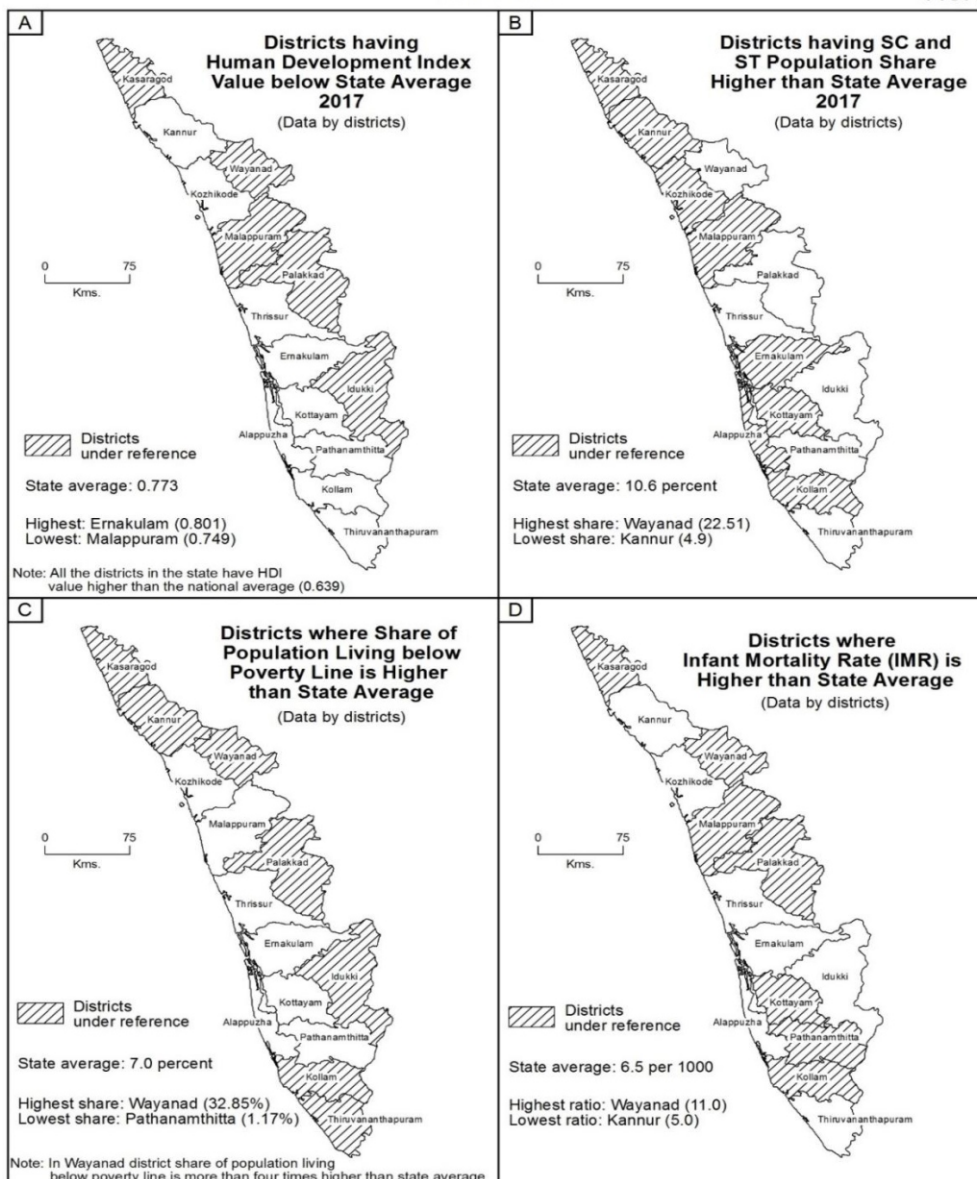 A
Districts having
Human Development Index
Value below State Average
2017
(Data by districts)
Kasaragod
Kannur
Wayanad
Kozhikode
Malappuram
Palakkad
0 75
Kms.
Thrissur
Ernakulam
Idukki
Kottayam
Alappuzha
Pathanamthitta
Kollam
Thiruvananthapuram
Districts
under reference
State average: 0.773
Highest: Ernakulam (0.801)
Lowest: Malappuram (0.749)
Note: All the districts in the state have HDI
value higher than the national average (0.639)
B
Districts having SC and
ST Population Share
Higher than State Average
2017
(Data by districts)
Kasaragod
Kannur
Wayanad
Kozhikode
Malappuram
Palakkad
0 75
Kms.
Thrissur
Ernakulam
Idukki
Kottayam
Alappuzha
Pathanamthitta
Kollam
Thiruvananthapuram
Districts
under reference
State average: 10.6 percent
Highest share: Wayanad (22.51)
Lowest share: Kannur (4.9)
C
Districts where Share of
Population Living below
Poverty Line is Higher
than State Average
(Data by districts)
Kasaragod
Kannur
Wayanad
Kozhikode
Malappuram
Palakkad
0 75
Kms.
Thrissur
Ernakulam
Idukki
Kottayam
Alappuzha
Pathanamthitta
Kollam
Thiruvananthapuram
Districts
under reference
State average: 7.0 percent
Highest share: Wayanad (32.85%)
Lowest share: Pathanamthitta (1.17%)
Note: In Wayanad district share of population living
below poverty line is more than four times higher than state average
D
Districts where
Infant Mortality Rate (IMR) is
Higher than State Average
(Data by districts)
Kasaragod
Kannur
Wayanad
Kozhikode
Malappuram
Palakkad
0 75
Kms.
Thrissur
Ernakulam
Idukki
Kottayam
Alappuzha
Pathanamthitta
Kollam
Thiruvananthapuram
Districts
under reference
State average: 6.5 per 1000
Highest ratio: Wayanad (11.0)
Lowest ratio: Kannur (5.0)